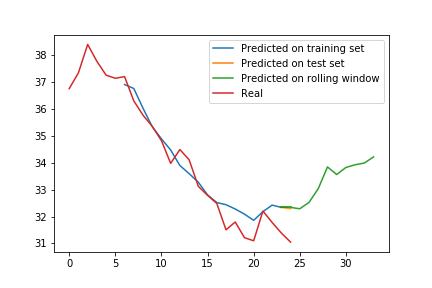 Predicted on training set
Predicted on test set
Predicted on rolling window
Real
38
37
36
35
34
33
32
31
0 5 10 15 20 25 30